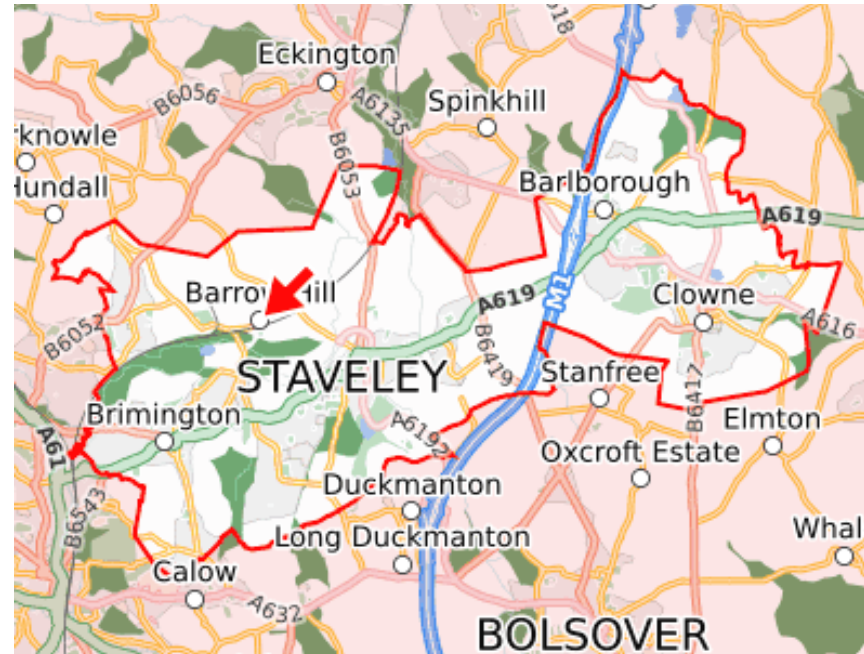 618
Eckington
A6135
B6056
Spinkhill
rknowle
B6053
Hundall
Barlborough
A619
Barrow Hill
A619
M1
Clowne
A616
B6052
B6419
STAVELEY
Stanfree
B6417
Brimington
A6192
Elmton
A61
Oxcroft Estate
Duckmanton
B6543
Long Duckmanton
Whal
Calow
A632
BOLSOVER